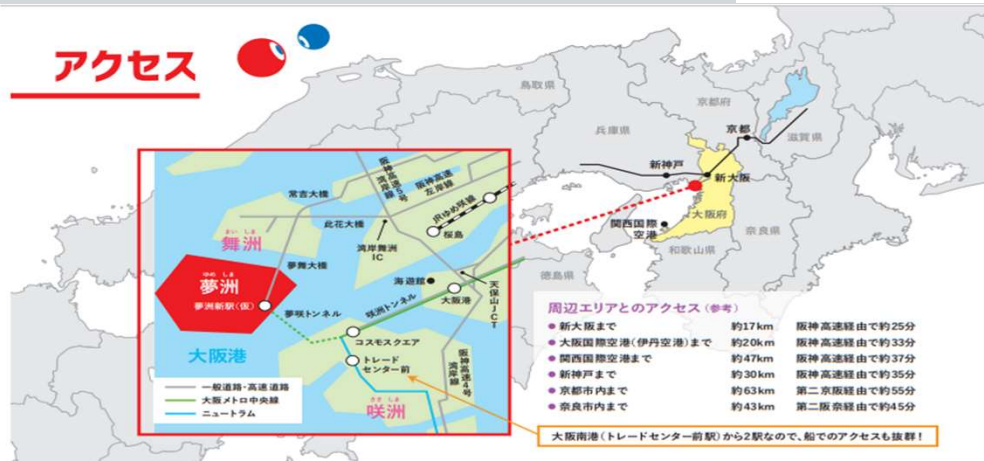 アクセス
鳥取県
京都府
兵庫県
滋賀県
京都
新神戸
新大阪
大阪府
関西国際
空港
奈良県
和歌山県
徳島県
阪神高速5号
湾岸線
阪神高速
左岸線
常吉大橋
JRゆめ咲線
此花大橋
桜島
まい しま
舞洲
湾岸舞洲
IC
夢舞大橋
ゆめ しま
夢洲
海遊館
夢洲新駅(仮)
大阪港
天保山JCT
夢咲トンネル
咲洲トンネル
コスモスクエア
大阪港
トレード
センター前
阪神高速4号
湾岸線
さき しま
咲洲
一般道路・高速道路
大阪メトロ中央線
ニュートラム
周辺エリアとのアクセス(参考)
● 新大阪まで 約17km 阪神高速経由で約25分
● 大阪国際空港(伊丹空港)まで 約20km 阪神高速経由で約33分
● 関西国際空港まで 約47km 阪神高速経由で約37分
● 新神戸まで 約30km 阪神高速経由で約35分
● 京都市内まで 約63km 第二京阪経由で約55分
● 奈良市内まで 約43km 第二阪奈経由で約45分
大阪南港(トレードセンター前駅)から2駅なので、船でのアクセスも抜群!